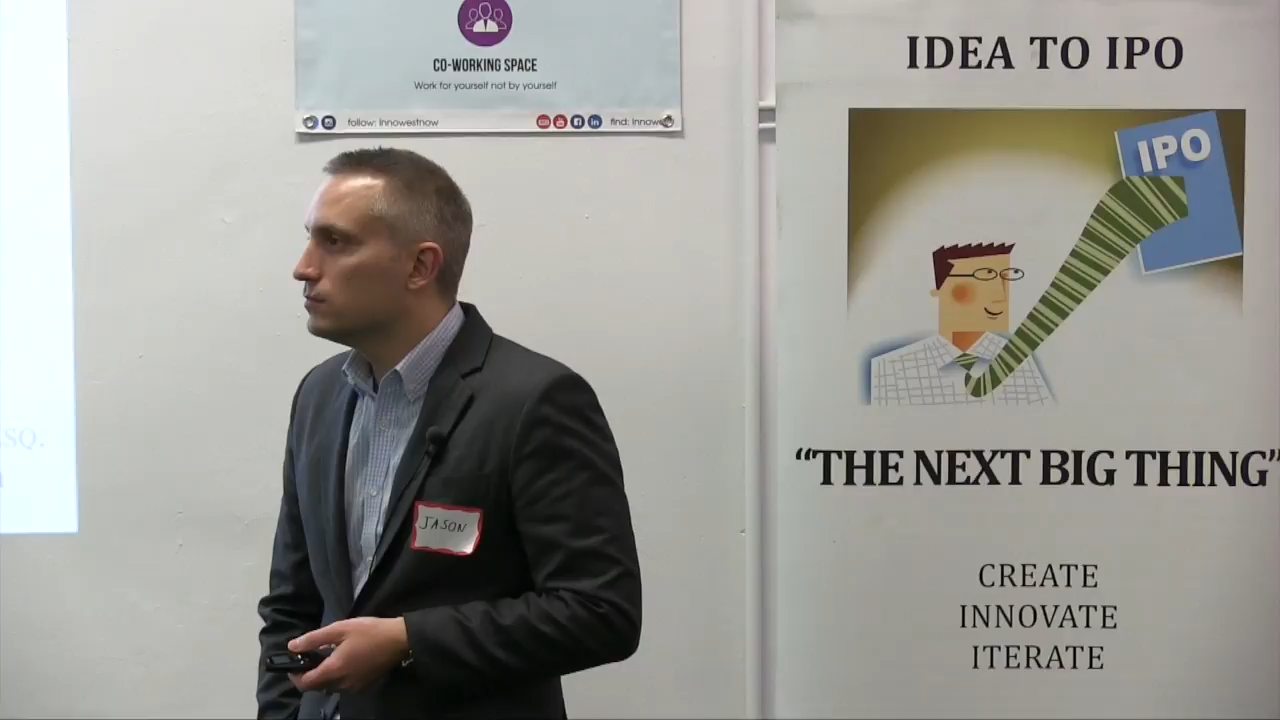 CO-WORKING SPACE
Work for yourself not by yourself
follow: Innowestnow
find: Innow
IDEA TO IPO
IPO
"THE NEXT BIG THING"
CREATE
INNOVATE
ITERATE
JASON
SQ.